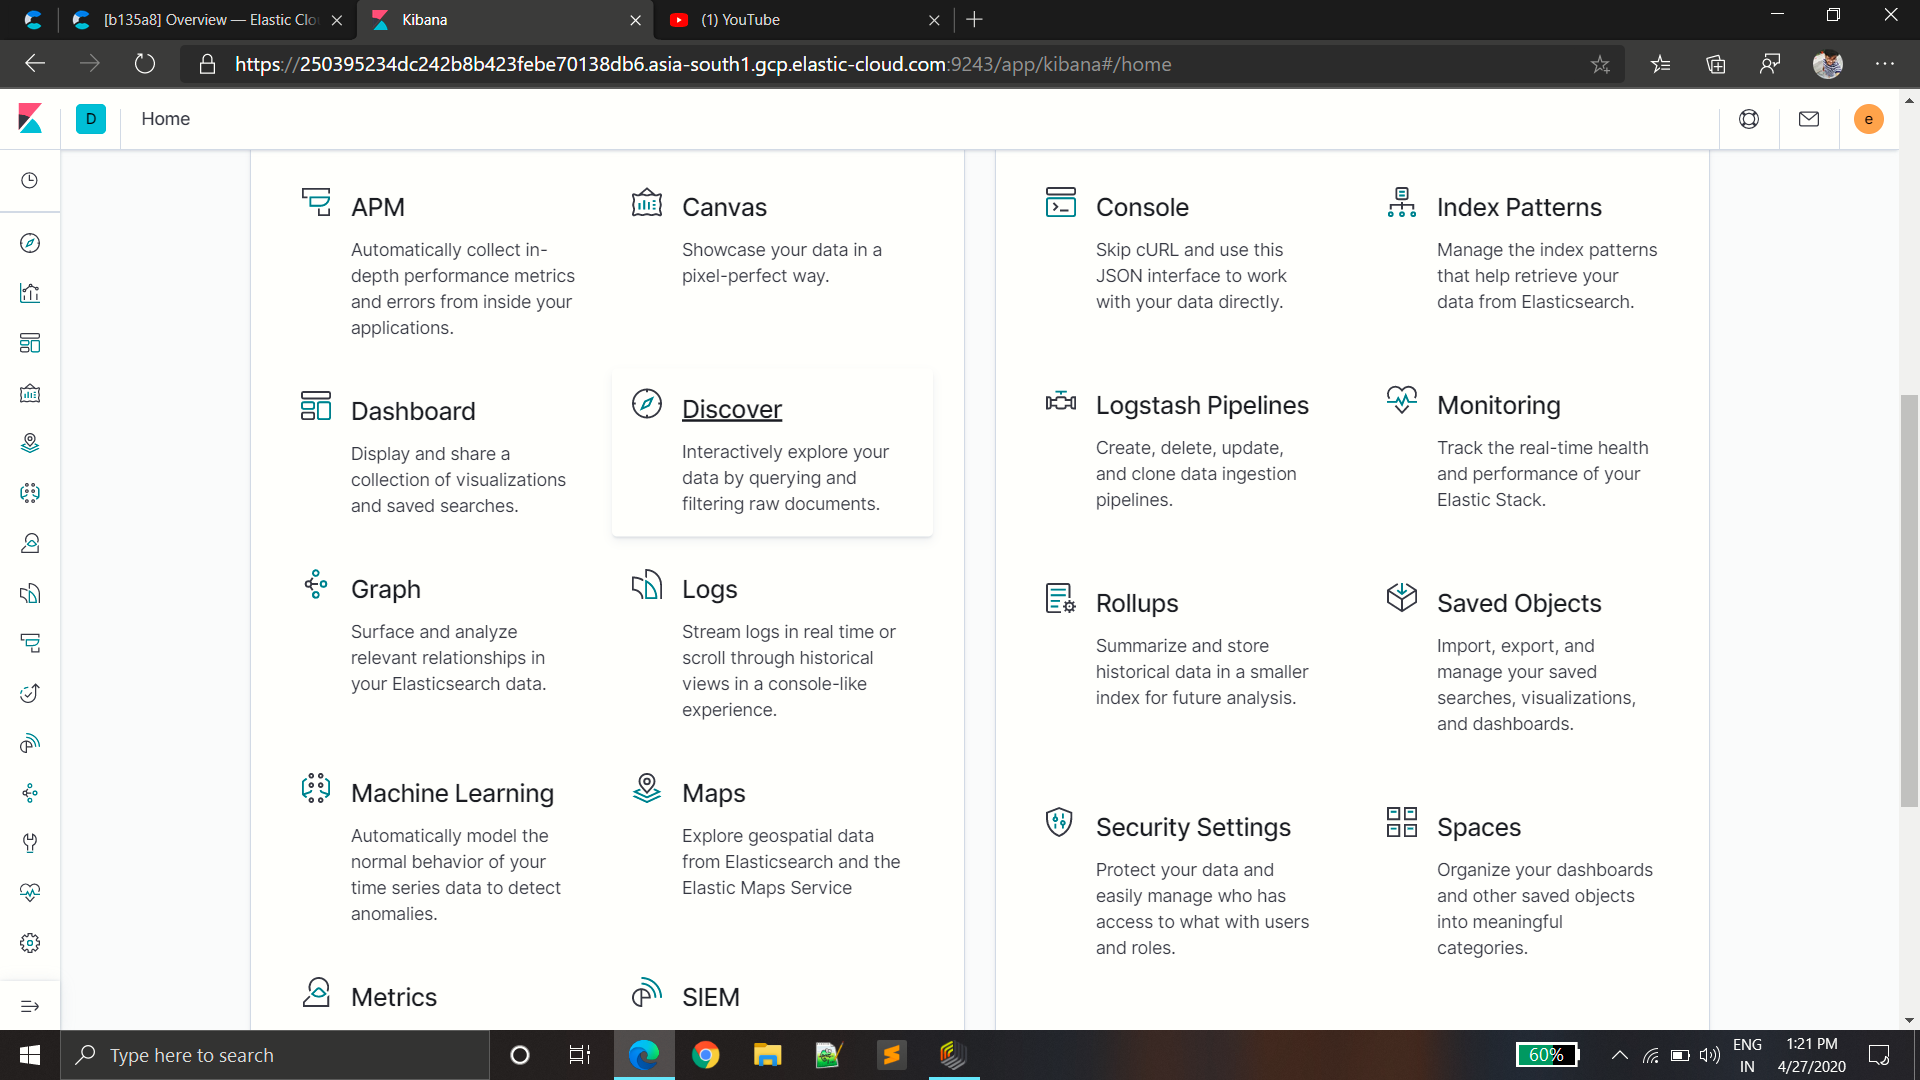 [b135a8] Overview — Elastic Clo
Kibana
(1) YouTube
https://250395234dc242b8b423febe70138db6.asia-south1.gcp.elastic-cloud.com:9243/app/kibana#/home
D
Home
e
APM
Automatically collect in-
depth performance metrics
and errors from inside your
applications.
Canvas
Showcase your data in a
pixel-perfect way.
Console
Skip cURL and use this
JSON interface to work
with your data directly.
Index Patterns
Manage the index patterns
that help retrieve your
data from Elasticsearch.
Dashboard
Display and share a
collection of visualizations
and saved searches.
Discover
Interactively explore your
data by querying and
filtering raw documents.
Logstash Pipelines
Create, delete, update,
and clone data ingestion
pipelines.
Monitoring
Track the real-time health
and performance of your
Elastic Stack.
Graph
Surface and analyze
relevant relationships in
your Elasticsearch data.
Logs
Stream logs in real time or
scroll through historical
views in a console-like
experience.
Rollups
Summarize and store
historical data in a smaller
index for future analysis.
Saved Objects
Import, export, and
manage your saved
searches, visualizations,
and dashboards.
Machine Learning
Automatically model the
normal behavior of your
time series data to detect
anomalies.
Maps
Explore geospatial data
from Elasticsearch and the
Elastic Maps Service
Security Settings
Protect your data and
easily manage who has
access to what with users
and roles.
Spaces
Organize your dashboards
and other saved objects
into meaningful
categories.
Metrics
SIEM
Type here to search
60%
ENG
IN
1:21 PM
4/27/2020